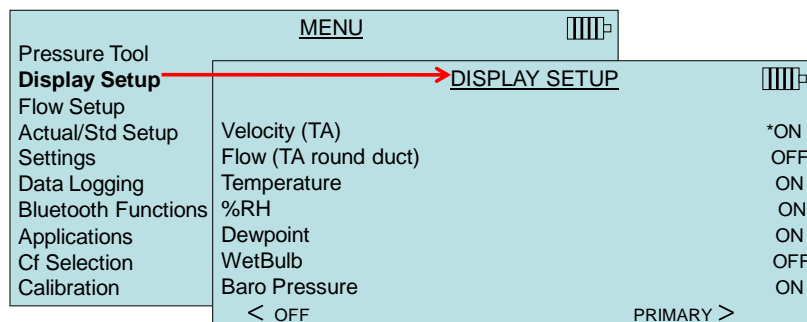 MENU
Pressure Tool
Display Setup
Flow Setup
Actual/Std Setup
Settings
Data Logging
Bluetooth Functions
Applications
Cf Selection
Calibration
DISPLAY SETUP
Velocity (TA) *ON
Flow (TA round duct) OFF
Temperature ON
%RH ON
Dewpoint ON
WetBulb OFF
Baro Pressure ON
< OFF PRIMARY >